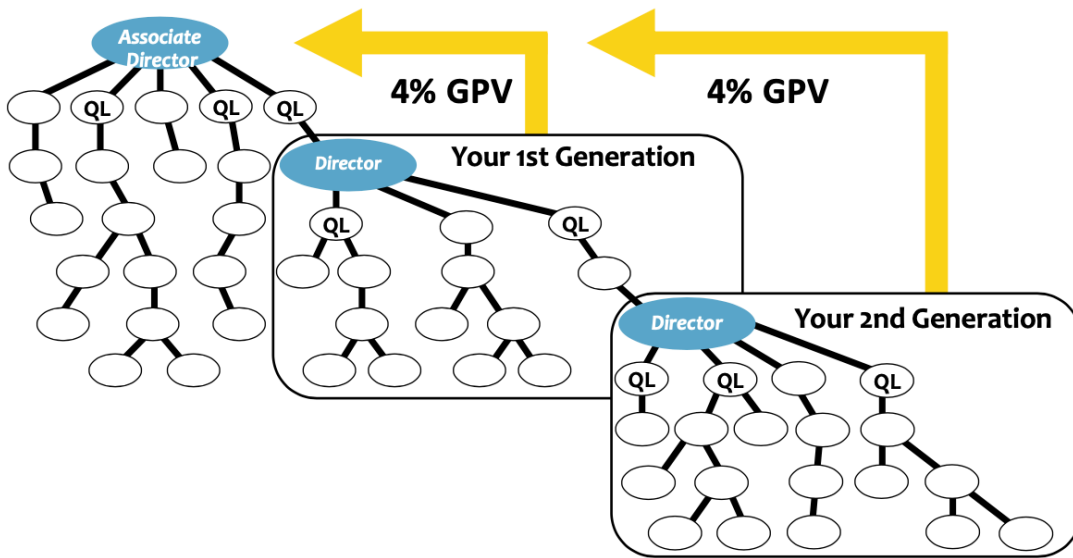 Associate
Director
4% GPV
4% GPV
QL
QL
QL
Director
Your 1st Generation
QL
QL
Director
Your 2nd Generation
QL
QL
QL